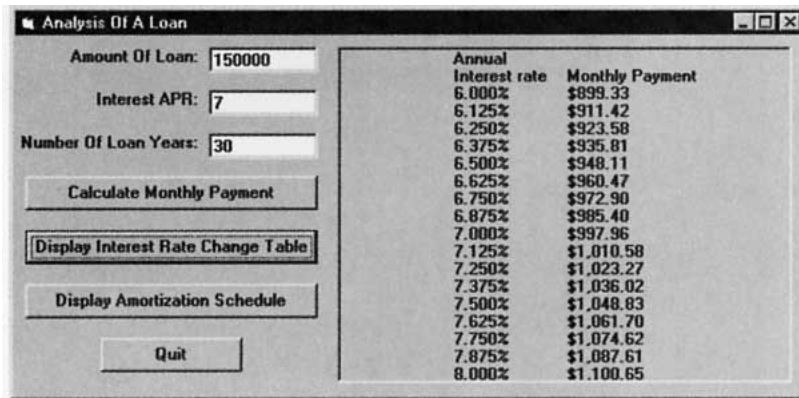 Analysis Of A Loan
Amount Of Loan: 150000
Interest APR: 7
Number Of Loan Years: 30
Calculate Monthly Payment
Display Interest Rate Change Table
Display Amortization Schedule
Quit
Annual
Interest rate Monthly Payment
6.000% $899.33
6.125% $911.42
6.250% $923.58
6.375% $935.81
6.500% $948.11
6.625% $960.47
6.750% $972.90
6.875% $985.40
7.000% $997.96
7.125% $1,010.58
7.250% $1,023.27
7.375% $1,036.02
7.500% $1,048.83
7.625% $1,061.70
7.750% $1,074.62
7.875% $1,087.61
8.000% $1,100.65